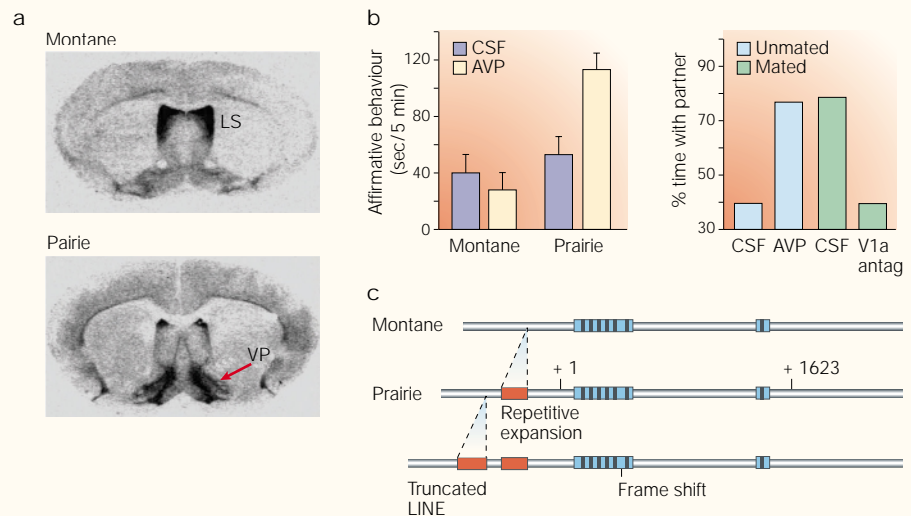 a
Montane
LS
Pairie
VP
b
Affirmative behaviour
(sec/5 min)
120
80
40
0
CSF
AVP
Montane
Prairie
% time with partner
90
70
50
30
Unmated
Mated
CSF
AVP
CSF
V1a
antag
c
Montane
Prairie
+ 1
+ 1623
Repetitive
expansion
Truncated
LINE
Frame shift